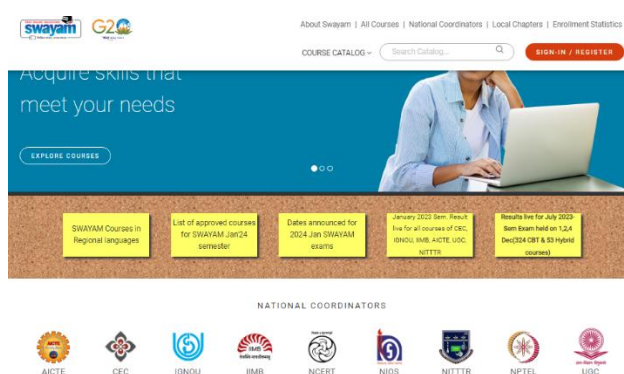 swayam G2
About Swayam | All Courses | National Coordinators | Local Chapters | Enrollment Statistics
COURSE CATALOG Search Catalog... SIGN-IN / REGISTER
Acquire skills that
meet your needs
EXPLORE COURSES
SWAYAM Courses in
Regional languages
List of approved courses
for SWAYAM Jan'24
semester
Dates announced for
2024 Jan SWAYAM
exams
January 2023 Sem. Result
live for all courses of CEC,
IGNOU, IIMB, AICTE, UGC,
NITTTR
Results live for July 2023-
Sem Exam held on 1,2,4
Dec(324 CBT & 53 Hybrid
courses)
NATIONAL COORDINATORS
AICTE CEC IGNOU IIMB NCERT NIOS NITTTR NPTEL UGC